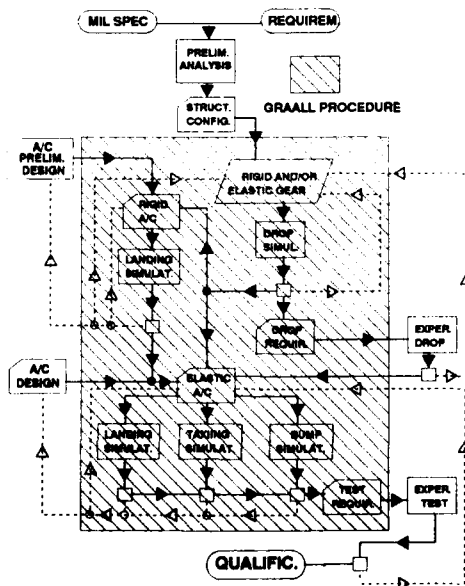 MIL SPEC
REQUIREM.
PRELIM.
ANALYSIS
STRUCT.
CONFIG.
GRAALL PROCEDURE
A/C
PRELIM.
DESIGN
RIGID AND/OR
ELASTIC GEAR
RIGID
A/C
DROP
SIMUL.
LANDING
SIMULAT.
DROP
REQUIR.
EXPER.
DROP
A/C
DESIGN
ELASTIC
A/C
LANDING
SIMULAT.
TAXIING
SIMULAT.
BUMP
SIMULAT.
TEST
REQUIR.
EXPER.
TEST
QUALIFIC.